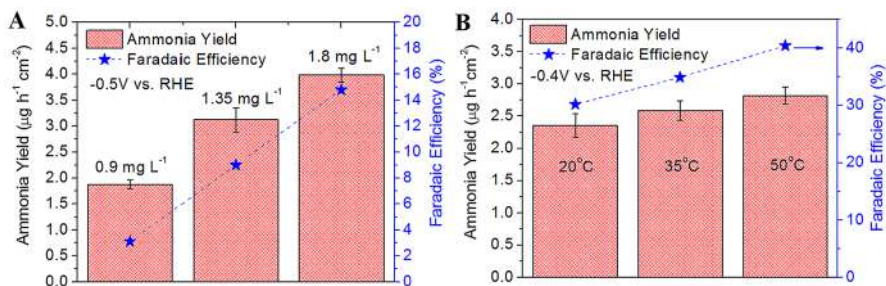 A
Ammonia Yield (µg h⁻¹ cm⁻²)
5.0
4.5
4.0
3.5
3.0
2.5
2.0
1.5
1.0
0.5
0.0
Ammonia Yield
Faradaic Efficiency
-0.5V vs. RHE
0.9 mg L⁻¹
1.35 mg L⁻¹
1.8 mg L⁻¹
20
18
16
14
12
10
8
6
4
2
0
Faradaic Efficiency (%)
B
Ammonia Yield (µg h⁻¹ cm⁻²)
4.0
3.5
3.0
2.5
2.0
1.5
1.0
0.5
0.0
Ammonia Yield
Faradaic Efficiency
-0.4V vs. RHE
20°C
35°C
50°C
40
30
20
10
0
Faradaic Efficiency (%)